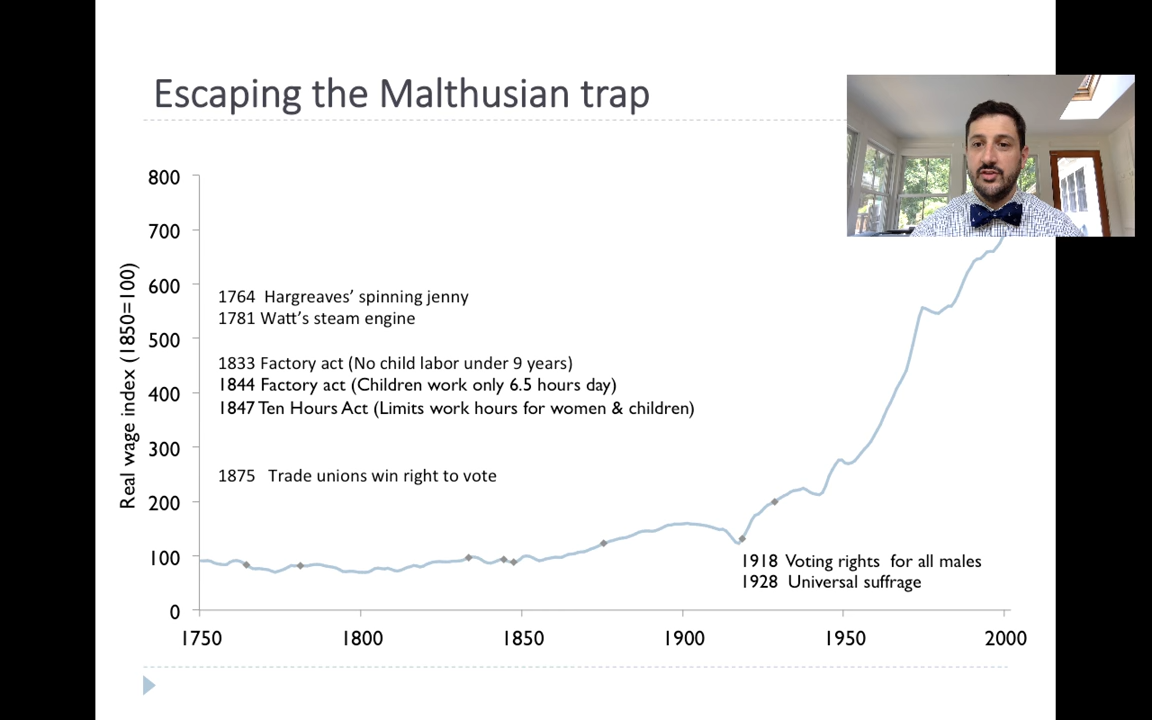 Escaping the Malthusian trap
Real wage index (1850=100)
800
700
600
500
400
300
200
100
0
1764 Hargreaves’ spinning jenny
1781 Watt’s steam engine
1833 Factory act (No child labor under 9 years)
1844 Factory act (Children work only 6.5 hours day)
1847 Ten Hours Act (Limits work hours for women & children)
1875 Trade unions win right to vote
1918 Voting rights for all males
1928 Universal suffrage
1750 1800 1850 1900 1950 2000